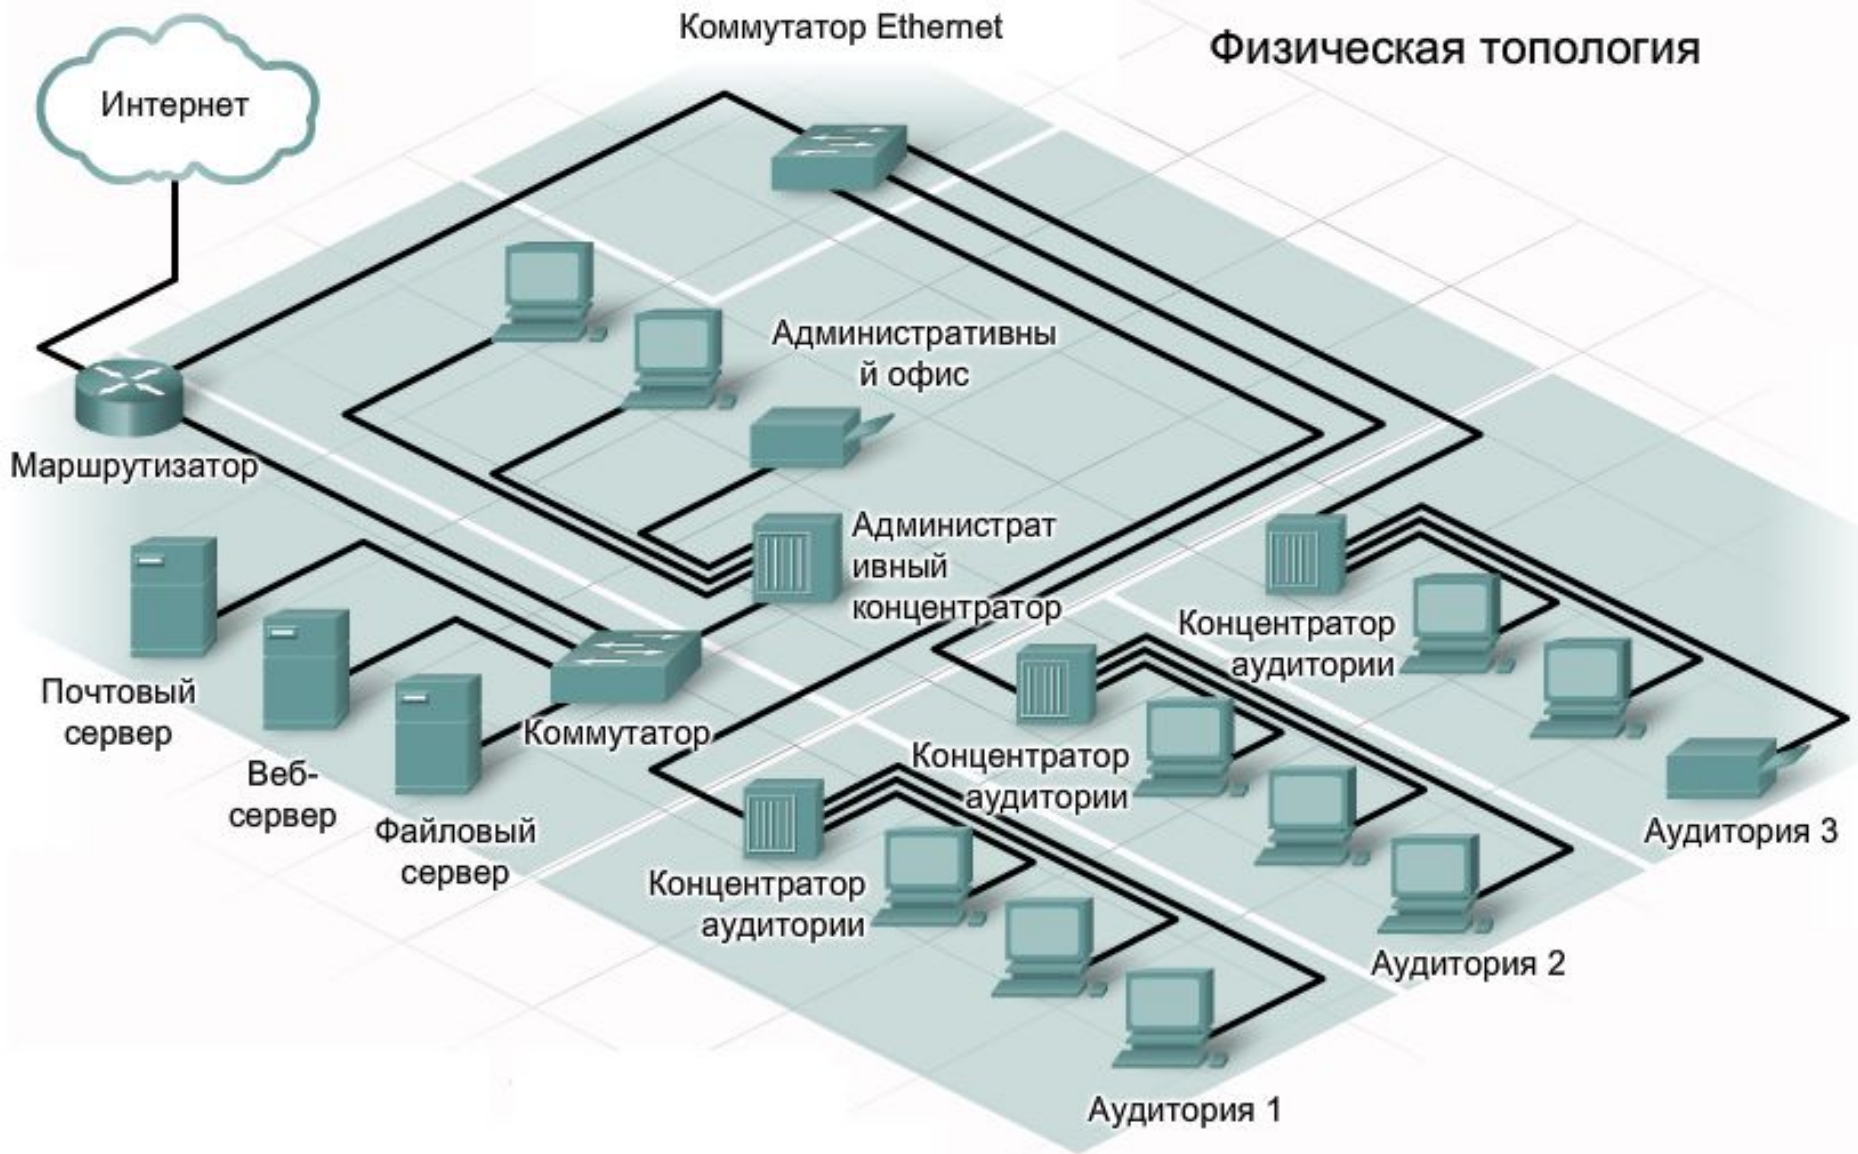 Коммутатор Ethernet
Физическая топология
Интернет
Административны
й офис
Маршрутизатор
Администрат
ивный
концентратор
Концентратор
аудитории
Почтовый
сервер
Коммутатор
Веб-
сервер
Концентратор
аудитории
Файловый
сервер
Аудитория 3
Концентратор
аудитории
Аудитория 2
Аудитория 1